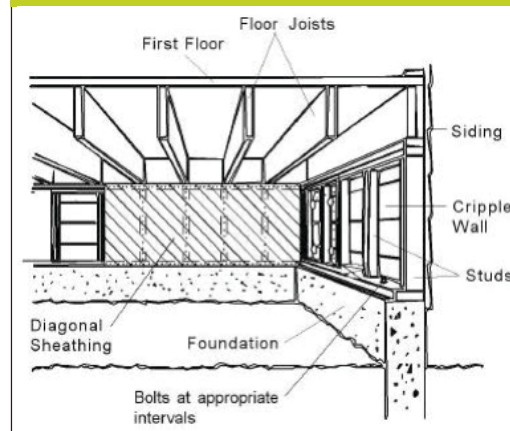 Floor Joists
First Floor
Siding
Cripple
Wall
Studs
Diagonal
Sheathing
Foundation
Bolts at appropriate
intervals